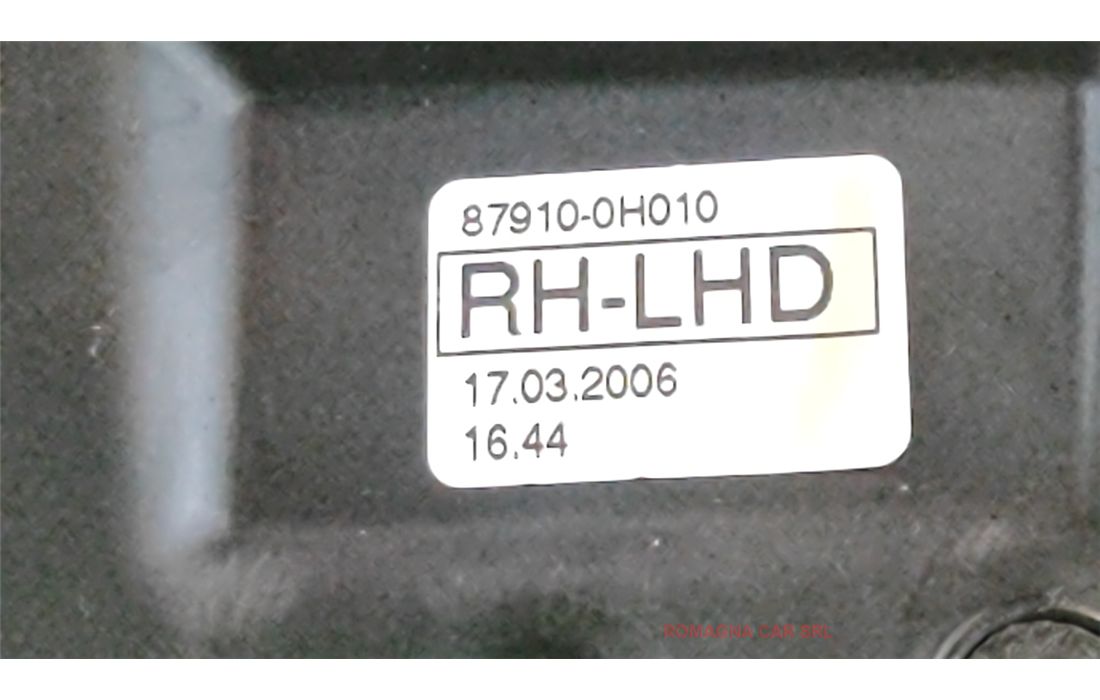 87910-0H010
RH-LHD
17.03.2006
16.44
ROMAGNA CAR SRL